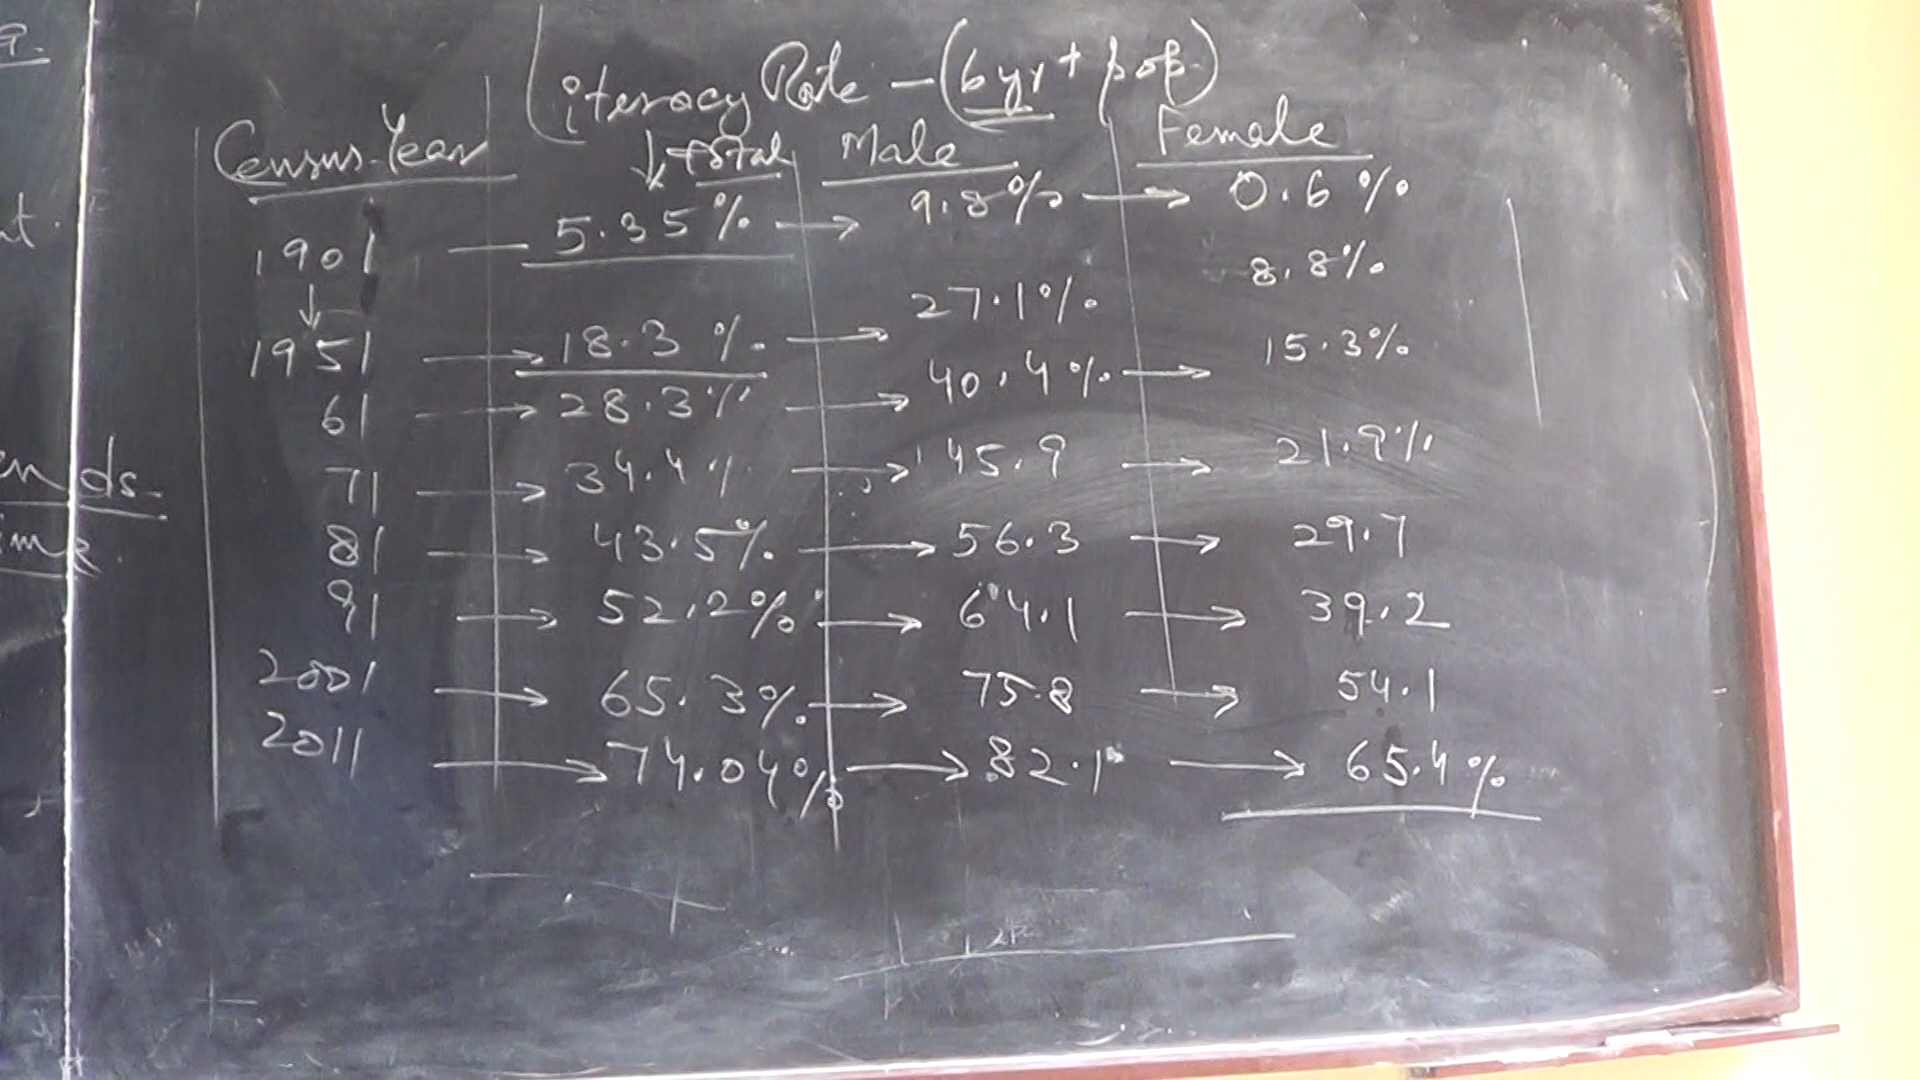 Literacy Rate - (6yr + pop.)
Census Year ↓ total Male Female
1901 — 5.35% → 9.8% → 0.6%
↓
1951 → 18.3% → 27.1% 8.8%
61 → 28.3% → 40.4% → 15.3%
71 → 34.4% → 45.9 → 21.9%
81 → 43.5% → 56.3 → 29.7
91 → 52.2% → 64.1 → 39.2
2001 → 65.3% → 75.8 → 54.1
2011 → 74.04% → 82.1 → 65.4%